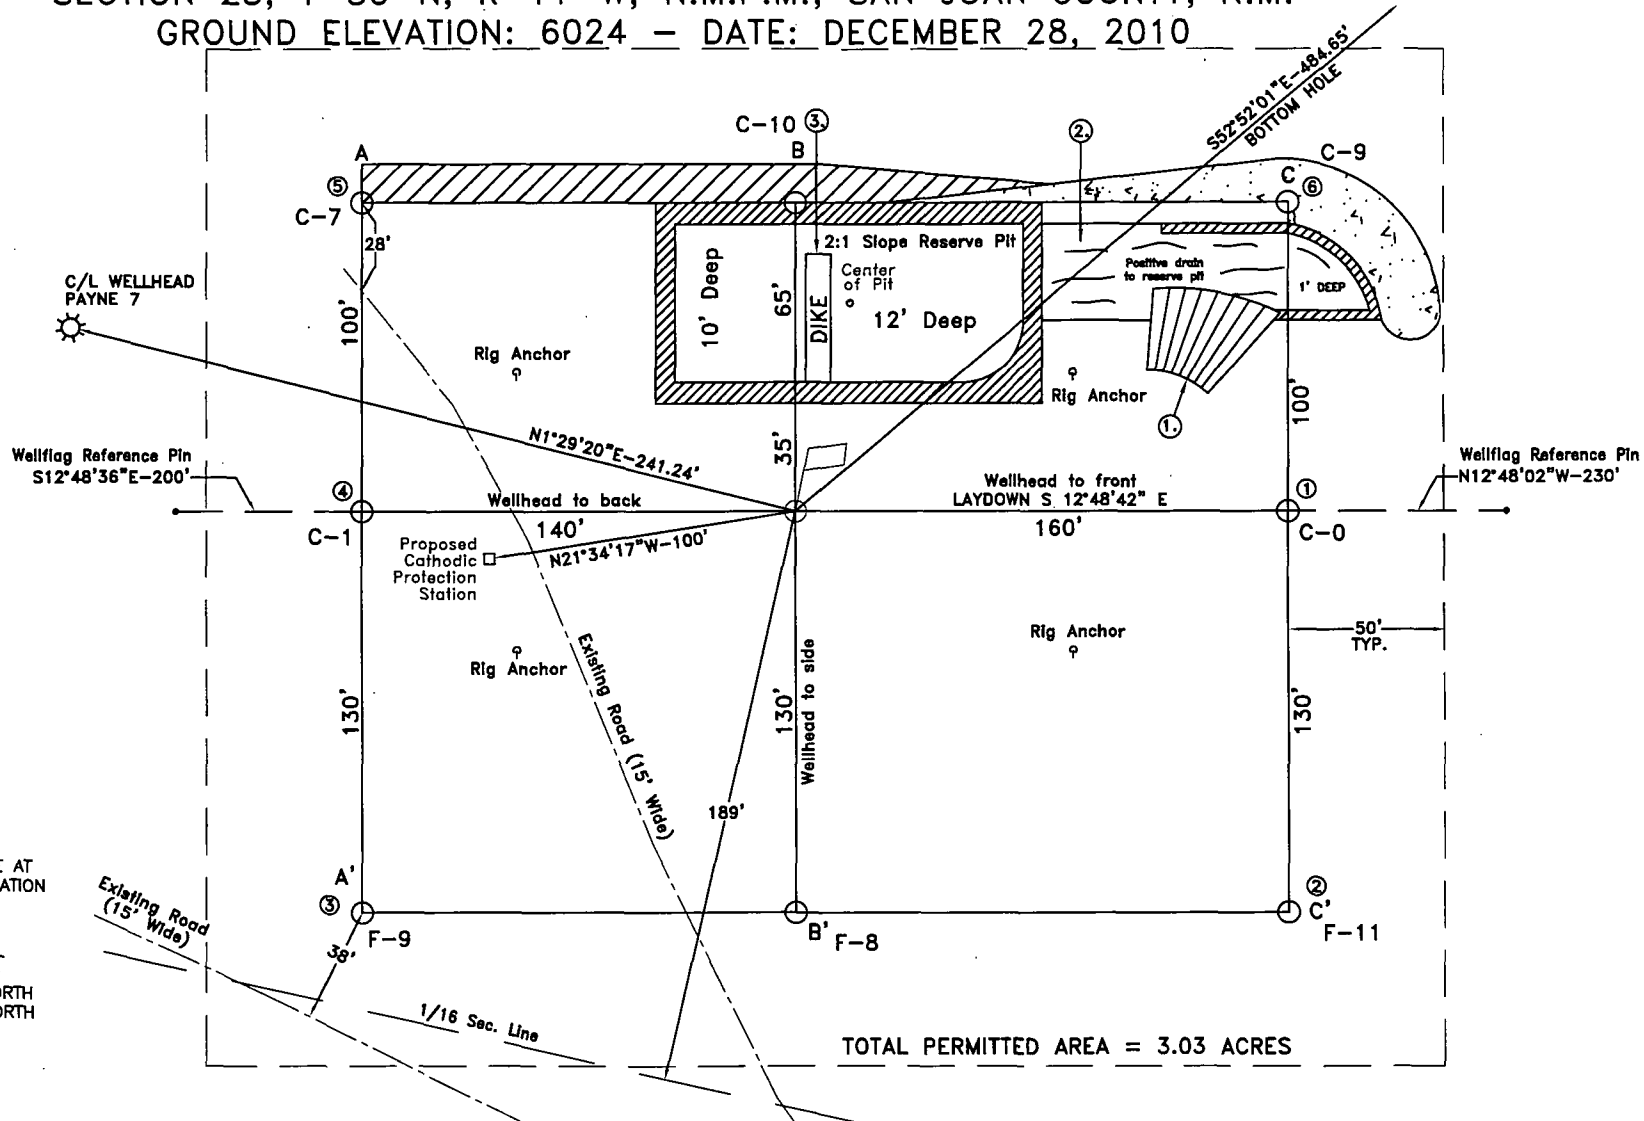 GROUND ELEVATION: 6024 – DATE: DECEMBER 28, 2010
S52°52'01"E–484.65'
BOTTOM HOLE
C-10 3.
2.
A
B
C-9
C
5
6
C-7
28'
2:1 Slope Reserve Pit
Center
of Pit
10' Deep
65'
DIKE
12' Deep
Positive drain
to reserve pit
1' DEEP
C/L WELLHEAD
PAYNE 7
100'
Rig Anchor
Rig Anchor
100'
1.
N1°29'20"E–241.24'
35'
Wellflag Reference Pin
S12°48'36"E–200'
Wellflag Reference Pin
N12°48'02"W–230'
4
Wellhead to back
140'
Wellhead to front
LAYDOWN S 12°48'42" E
160'
1
C-1
C-0
N21°34'17"W–100'
Proposed
Cathodic
Protection
Station
Rig Anchor
Rig Anchor
50'
TYP.
130'
Existing Road (15' Wide)
130'
Wellhead to side
130'
189'
E AT
ATION
A'
3
F-9
Existing Road
(15' Wide)
38'
B'
F-8
2
C'
F-11
ORTH
ORTH
1/16 Sec. Line
TOTAL PERMITTED AREA = 3.03 ACRES